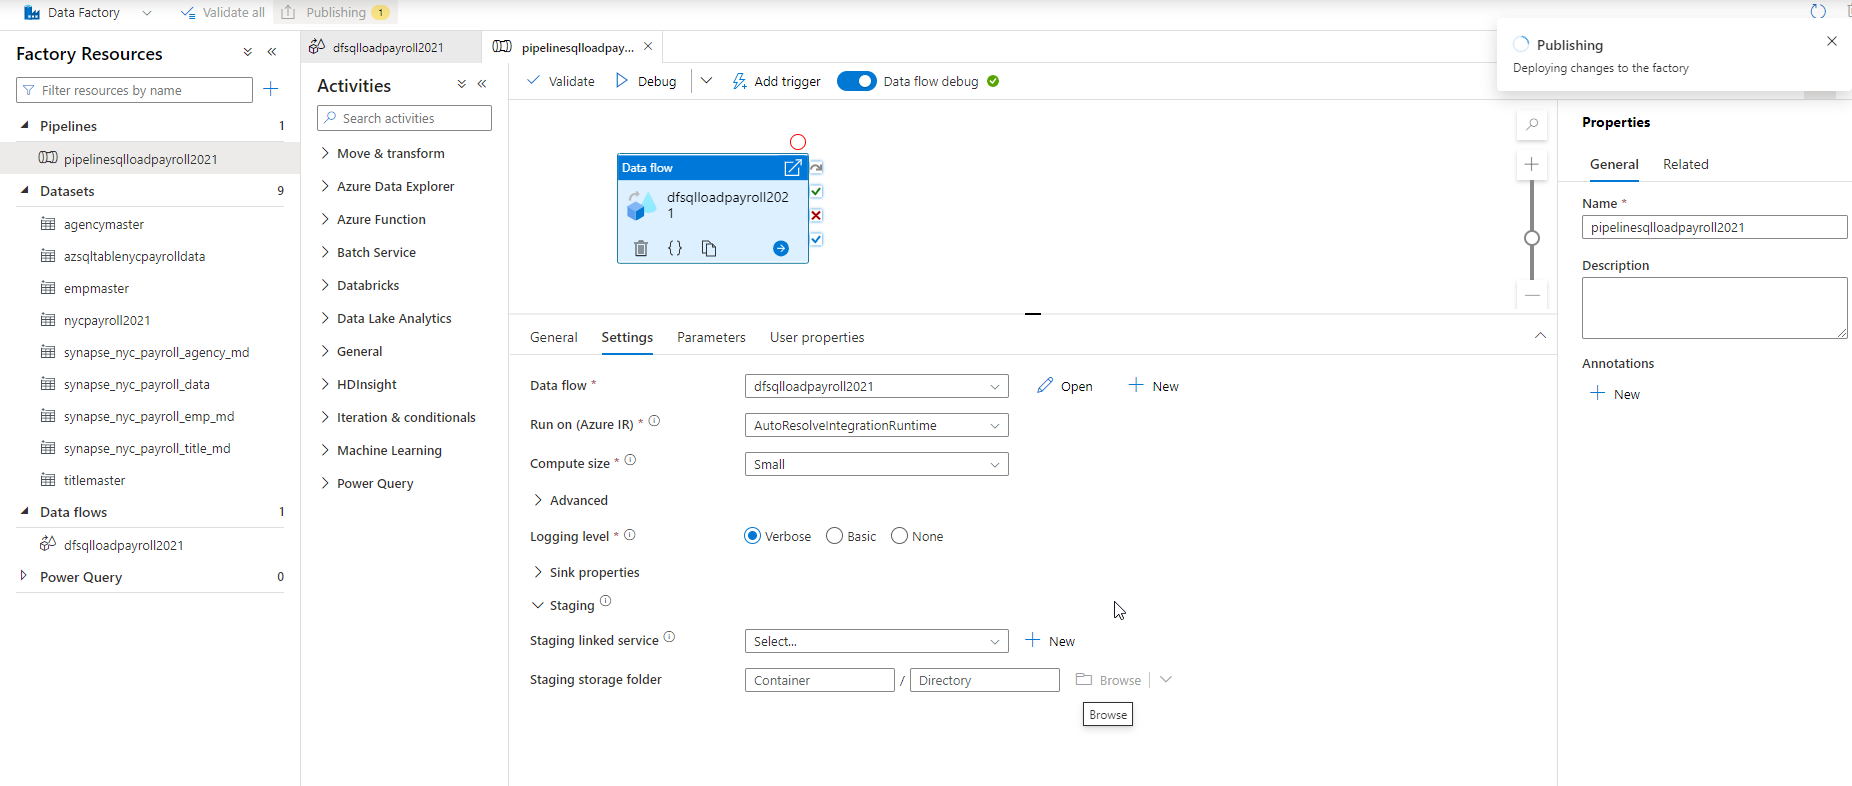 Data Factory
Validate all
Publishing 1
Factory Resources
Filter resources by name
Pipelines 1
pipelinesqlloadpayroll2021
Datasets 9
agencymaster
azsqltablenycpayrolldata
empmaster
nycpayroll2021
synapse_nyc_payroll_agency_md
synapse_nyc_payroll_data
synapse_nyc_payroll_emp_md
synapse_nyc_payroll_title_md
titlemaster
Data flows 1
dfsqlloadpayroll2021
Power Query 0
dfsqlloadpayroll2021
pipelinesqlloadpay...
Activities
Search activities
Move & transform
Azure Data Explorer
Azure Function
Batch Service
Databricks
Data Lake Analytics
General
HDInsight
Iteration & conditionals
Machine Learning
Power Query
Validate
Debug
Add trigger
Data flow debug
Data flow
dfsqlloadpayroll202
1
General
Settings
Parameters
User properties
Data flow *
dfsqlloadpayroll2021
Open
New
Run on (Azure IR) *
AutoResolveIntegrationRuntime
Compute size *
Small
Advanced
Logging level *
Verbose
Basic
None
Sink properties
Staging
Staging linked service
Select...
New
Staging storage folder
Container / Directory
Browse
Browse
Publishing
Deploying changes to the factory
Properties
General
Related
Name *
pipelinesqlloadpayroll2021
Description
Annotations
New